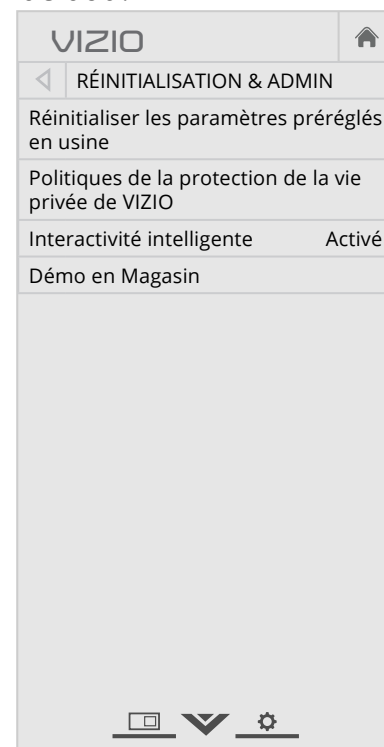 VIZIO
RÉINITIALISATION & ADMIN
Réinitialiser les paramètres préréglés
en usine
Politiques de la protection de la vie
privée de VIZIO
Interactivité intelligente Activé
Démo en Magasin